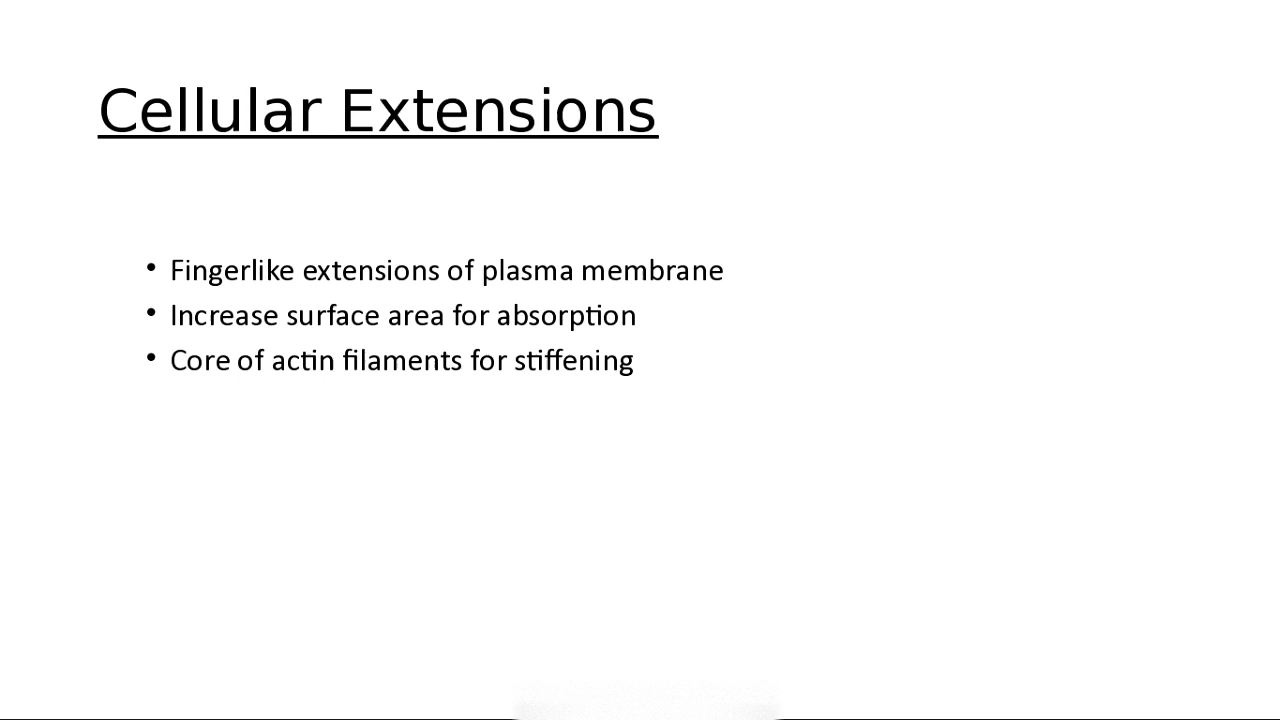 Cellular Extensions
• Fingerlike extensions of plasma membrane
• Increase surface area for absorption
• Core of actin filaments for stiffening